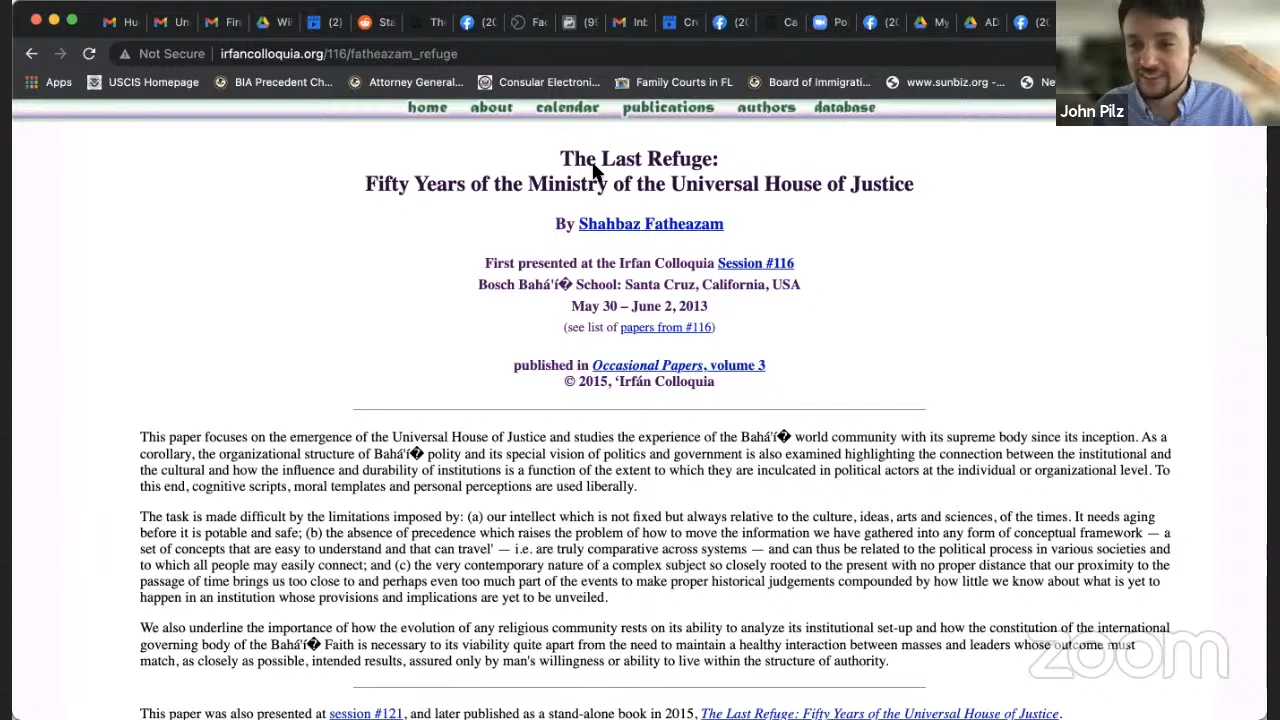 Hu
Un
Fir
Wi
(2)
Sta
The
(20
Fac
(99
Int
Re
(20
Ca
Po
(20
My
AD
(20
Not Secure
irfancolloquia.org/116/fatheazam_refuge
Apps
USCIS Homepage
BIA Precedent Ch...
Attorney General...
Consular Electroni...
Family Courts in FL
Board of Immigrati...
www.sunbiz.org -...
Ne
John Pilz
home about calendar publications authors database
The Last Refuge:
Fifty Years of the Ministry of the Universal House of Justice
By Shahbaz Fatheazam
First presented at the Irfan Colloquia Session #116
Bosch Bahá'í� School: Santa Cruz, California, USA
May 30 – June 2, 2013
(see list of papers from #116)
published in Occasional Papers, volume 3
© 2015, ‘Irfán Colloquia
This paper focuses on the emergence of the Universal House of Justice and studies the experience of the Bahá'í� world community with its supreme body since its inception. As a
corollary, the organizational structure of Bahá'í� polity and its special vision of politics and government is also examined highlighting the connection between the institutional and
the cultural and how the influence and durability of institutions is a function of the extent to which they are inculcated in political actors at the individual or organizational level. To
this end, cognitive scripts, moral templates and personal perceptions are used liberally.
The task is made difficult by the limitations imposed by: (a) our intellect which is not fixed but always relative to the culture, ideas, arts and sciences, of the times. It needs aging
before it is potable and safe; (b) the absence of precedence which raises the problem of how to move the information we have gathered into any form of conceptual framework — a
set of concepts that are easy to understand and that can travel' — i.e. are truly comparative across systems — and can thus be related to the political process in various societies and
to which all people may easily connect; and (c) the very contemporary nature of a complex subject so closely rooted to the present with no proper distance that our proximity to the
passage of time brings us too close to and perhaps even too much part of the events to make proper historical judgements compounded by how little we know about what is yet to
happen in an institution whose provisions and implications are yet to be unveiled.
We also underline the importance of how the evolution of any religious community rests on its ability to analyze its institutional set-up and how the constitution of the international
governing body of the Bahá'í� Faith is necessary to its viability quite apart from the need to maintain a healthy interaction between masses and leaders whose outcome must
match, as closely as possible, intended results, assured only by man's willingness or ability to live within the structure of authority.
zoom
This paper was also presented at session #121, and later published as a stand-alone book in 2015, The Last Refuge: Fifty Years of the Universal House of Justice.